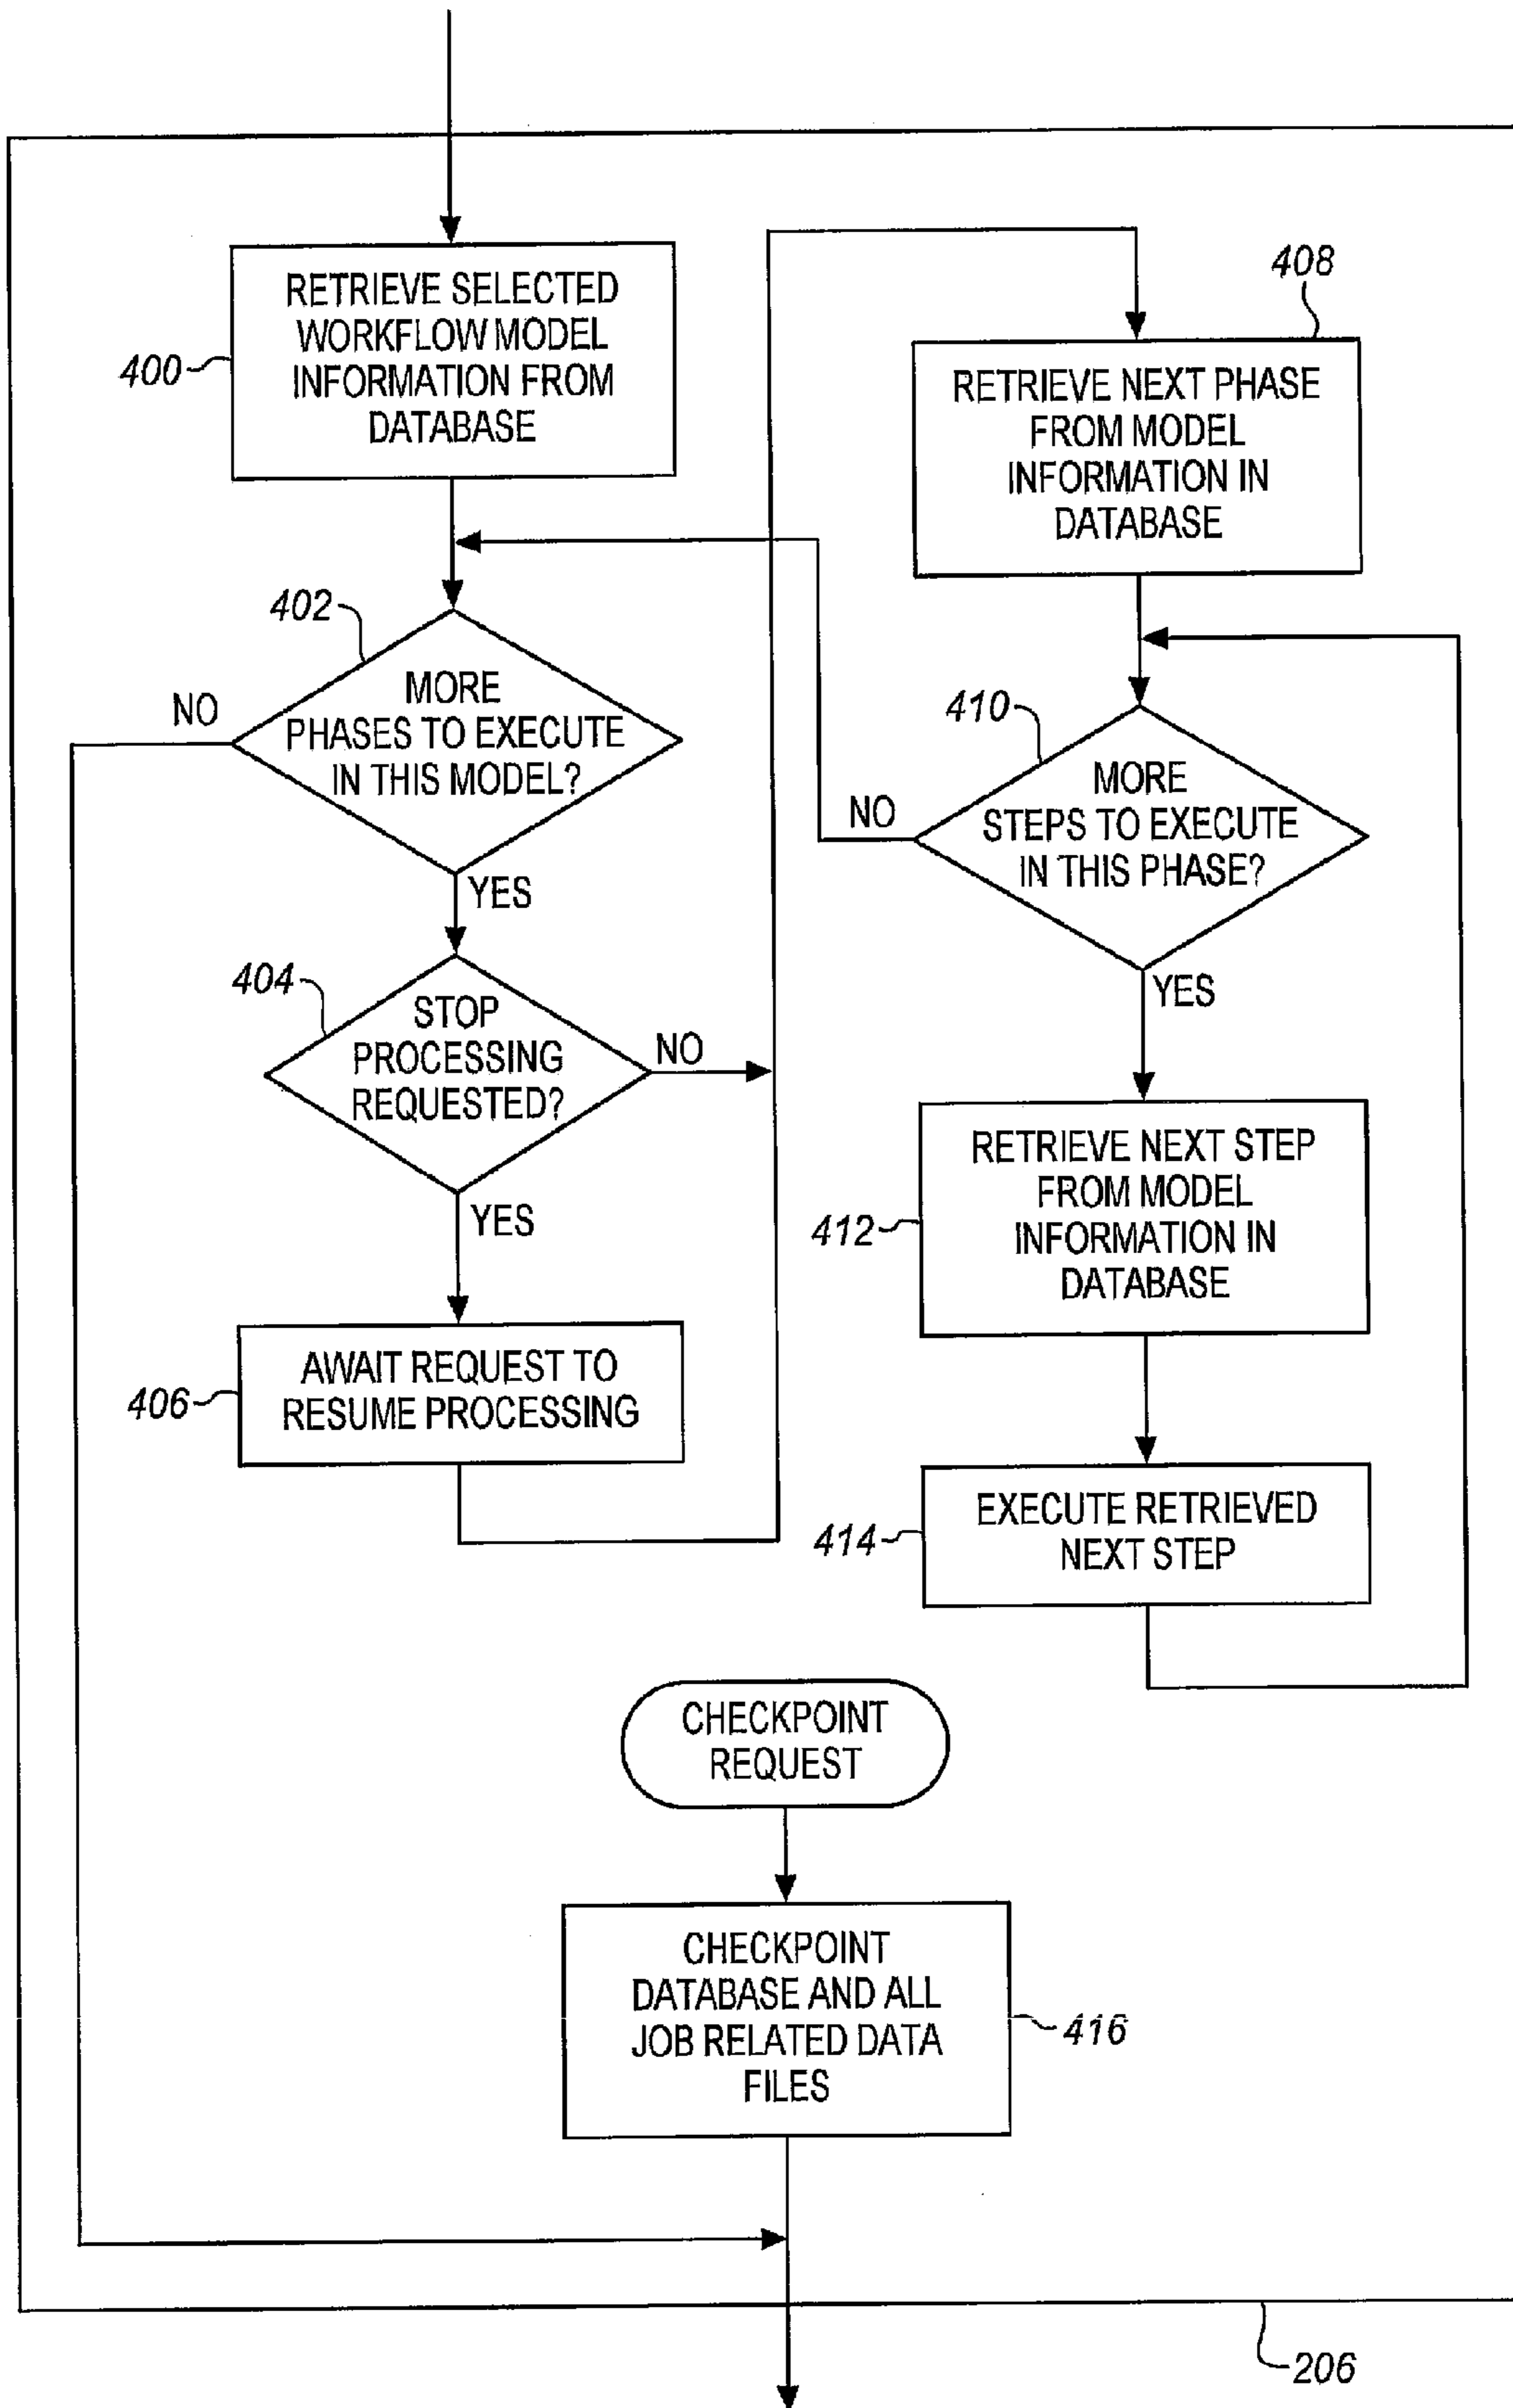 RETRIEVE SELECTED
WORKFLOW MODEL
INFORMATION FROM
DATABASE
400
402
MORE
PHASES TO EXECUTE
IN THIS MODEL?
NO
YES
404
STOP
PROCESSING
REQUESTED?
NO
YES
AWAIT REQUEST TO
RESUME PROCESSING
406
408
RETRIEVE NEXT PHASE
FROM MODEL
INFORMATION IN
DATABASE
410
MORE
STEPS TO EXECUTE
IN THIS PHASE?
NO
YES
RETRIEVE NEXT STEP
FROM MODEL
INFORMATION IN
DATABASE
412
EXECUTE RETRIEVED
NEXT STEP
414
CHECKPOINT
REQUEST
CHECKPOINT
DATABASE AND ALL
JOB RELATED DATA
FILES
416
206